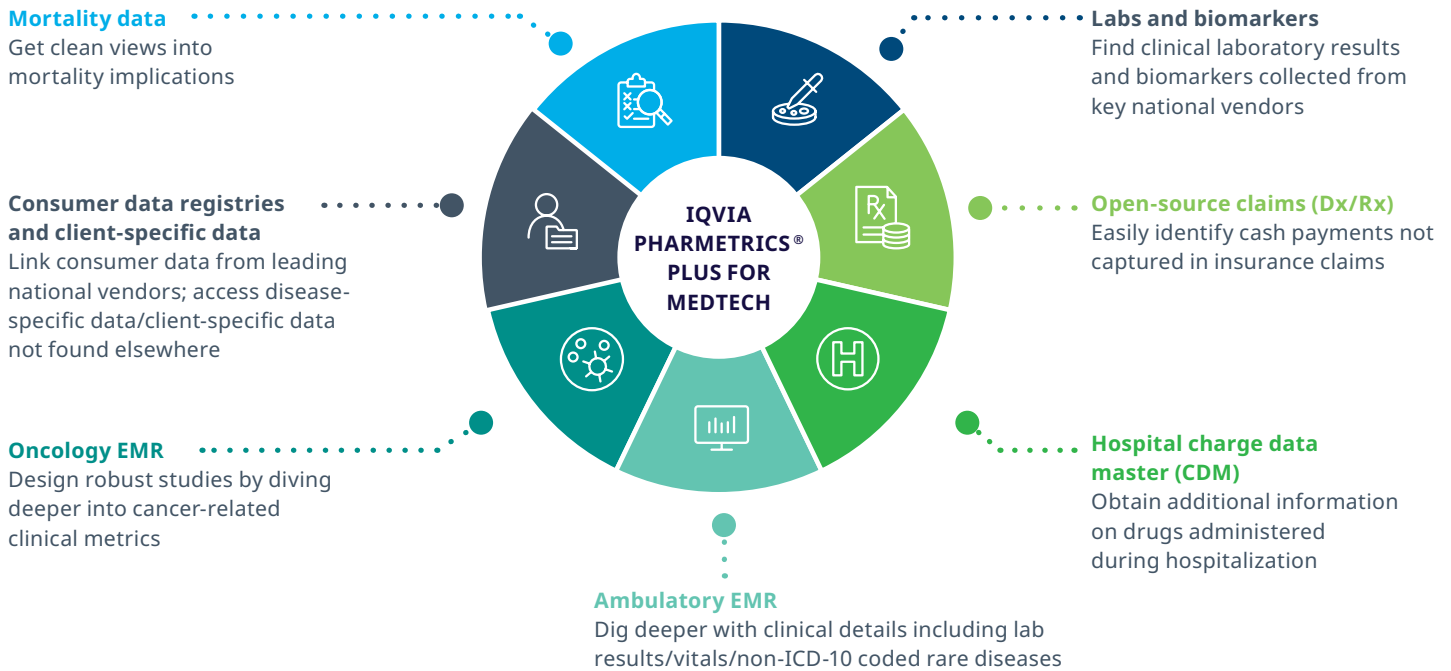 Mortality data
Get clean views into
mortality implications
Labs and biomarkers
Find clinical laboratory results
and biomarkers collected from
key national vendors
Consumer data registries
and client-specific data
Link consumer data from leading
national vendors; access disease-
specific data/client-specific data
not found elsewhere
IQVIA
PHARMETRICS®
PLUS FOR
MEDTECH
Rx
Open-source claims (Dx/Rx)
Easily identify cash payments not
captured in insurance claims
H
Oncology EMR
Design robust studies by diving
deeper into cancer-related
clinical metrics
Hospital charge data
master (CDM)
Obtain additional information
on drugs administered
during hospitalization
Ambulatory EMR
Dig deeper with clinical details including lab
results/vitals/non-ICD-10 coded rare diseases